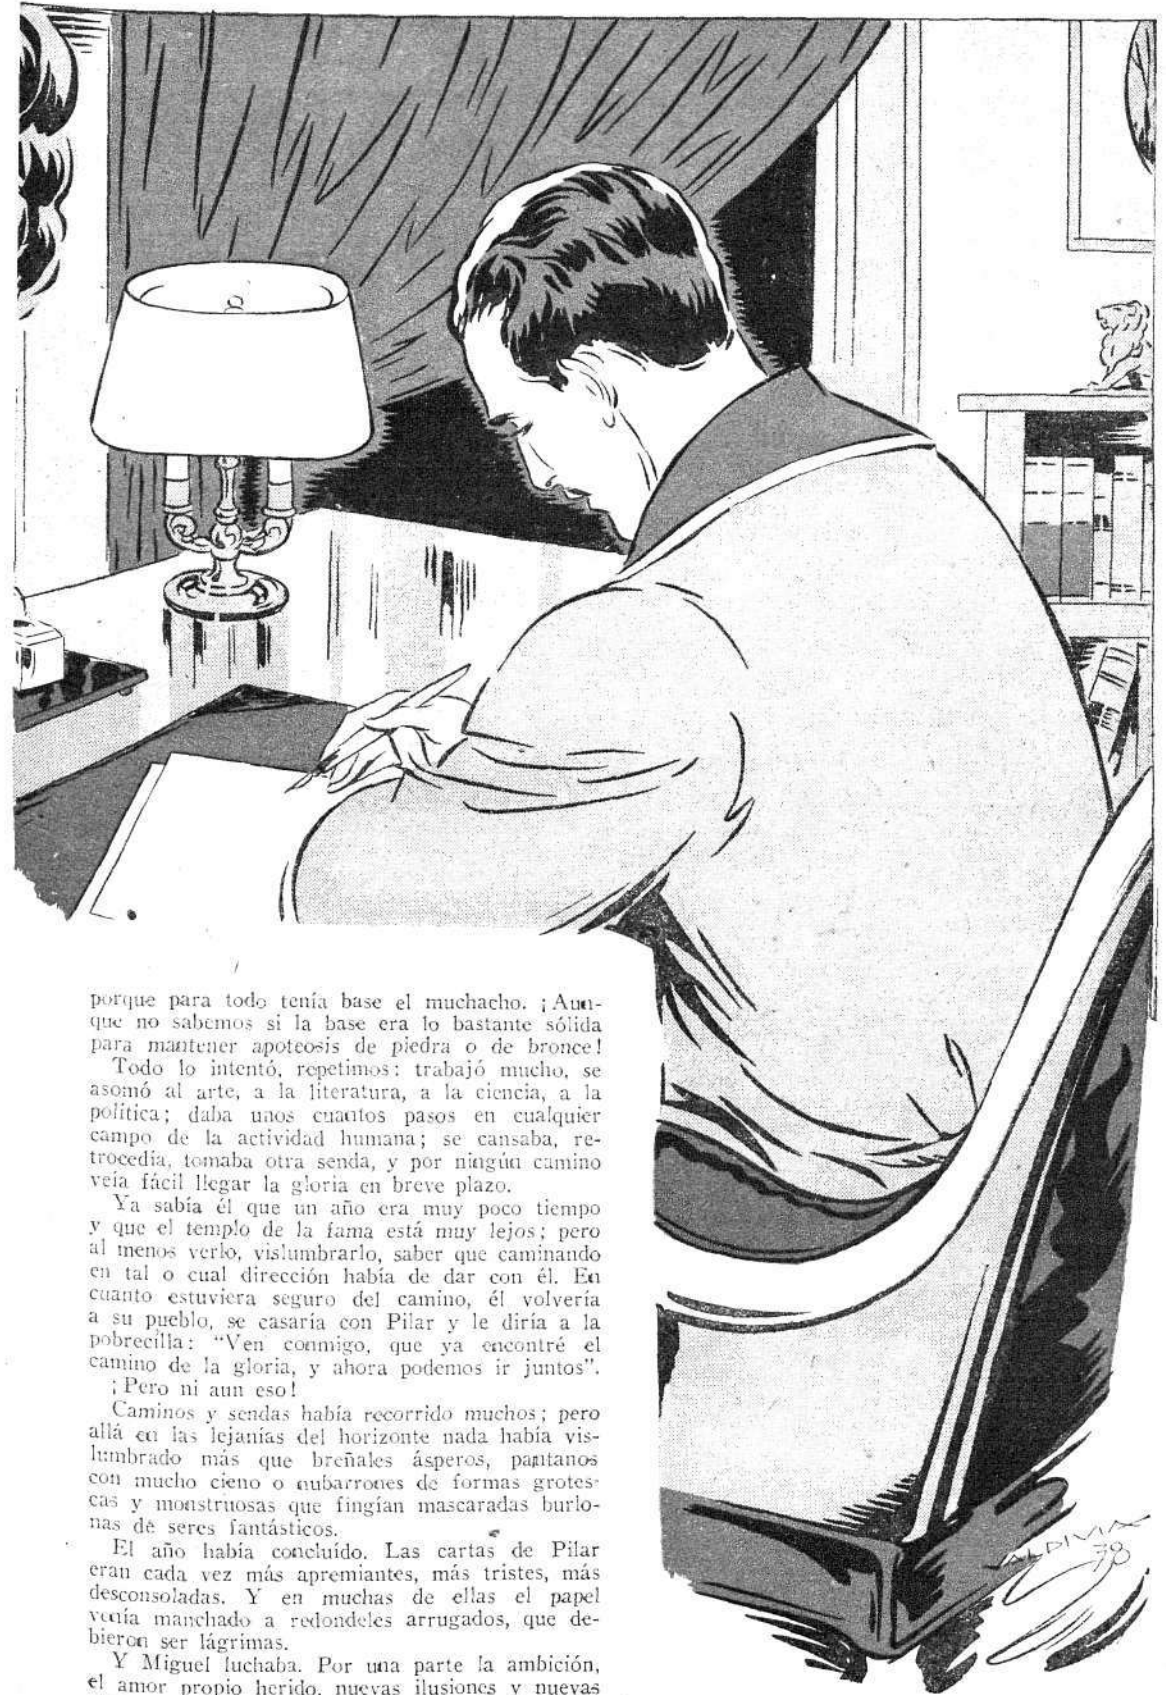 porque para todo tenía base el muchacho. ¡Aun-
que no sabemos si la base era lo bastante sólida
para mantener apoteosis de piedra o de bronce!
Todo lo intentó, repetimos: trabajó mucho, se
asomó al arte, a la literatura, a la ciencia, a la
política; daba unos cuantos pasos en cualquier
campo de la actividad humana; se cansaba, re-
trocedía, tomaba otra senda, y por ningún camino
veía fácil llegar la gloria en breve plazo.
Ya sabía él que un año era muy poco tiempo
y que el templo de la fama está muy lejos; pero
al menos verlo, vislumbrarlo, saber que caminando
en tal o cual dirección había de dar con él. En
cuanto estuviera seguro del camino, él volvería
a su pueblo, se casaría con Pilar y le diría a la
pobrecilla: "Ven conmigo, que ya encontré el
camino de la gloria, y ahora podemos ir juntos".
¡Pero ni aun eso!
Caminos y sendas había recorrido muchos; pero
allá en las lejanías del horizonte nada había vis-
lumbrado más que breñales ásperos, pantanos
con mucho cieno o nubarrones de formas grotes-
cas y monstruosas que fingían mascaradas burlo-
nas de seres fantásticos.
El año había concluído. Las cartas de Pilar
eran cada vez más apremiantes, más tristes, más
desconsoladas. Y en muchas de ellas el papel
venía manchado a redondeles arrugados, que de-
bieron ser lágrimas.
Y Miguel luchaba. Por una parte la ambición,
el amor propio herido, nuevas ilusiones y nuevas
VALDIVIA
38